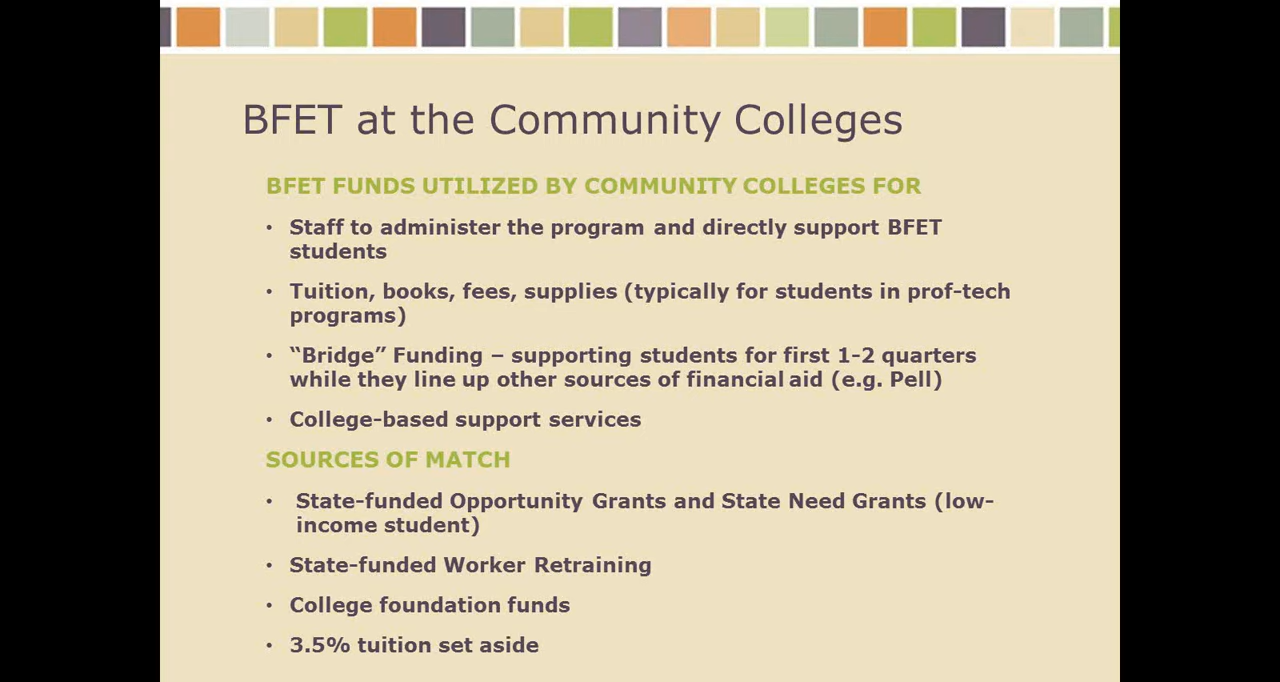 BFET at the Community Colleges
BFET FUNDS UTILIZED BY COMMUNITY COLLEGES FOR
• Staff to administer the program and directly support BFET
students
• Tuition, books, fees, supplies (typically for students in prof-tech
programs)
• “Bridge” Funding – supporting students for first 1-2 quarters
while they line up other sources of financial aid (e.g. Pell)
• College-based support services
SOURCES OF MATCH
• State-funded Opportunity Grants and State Need Grants (low-
income student)
• State-funded Worker Retraining
• College foundation funds
• 3.5% tuition set aside